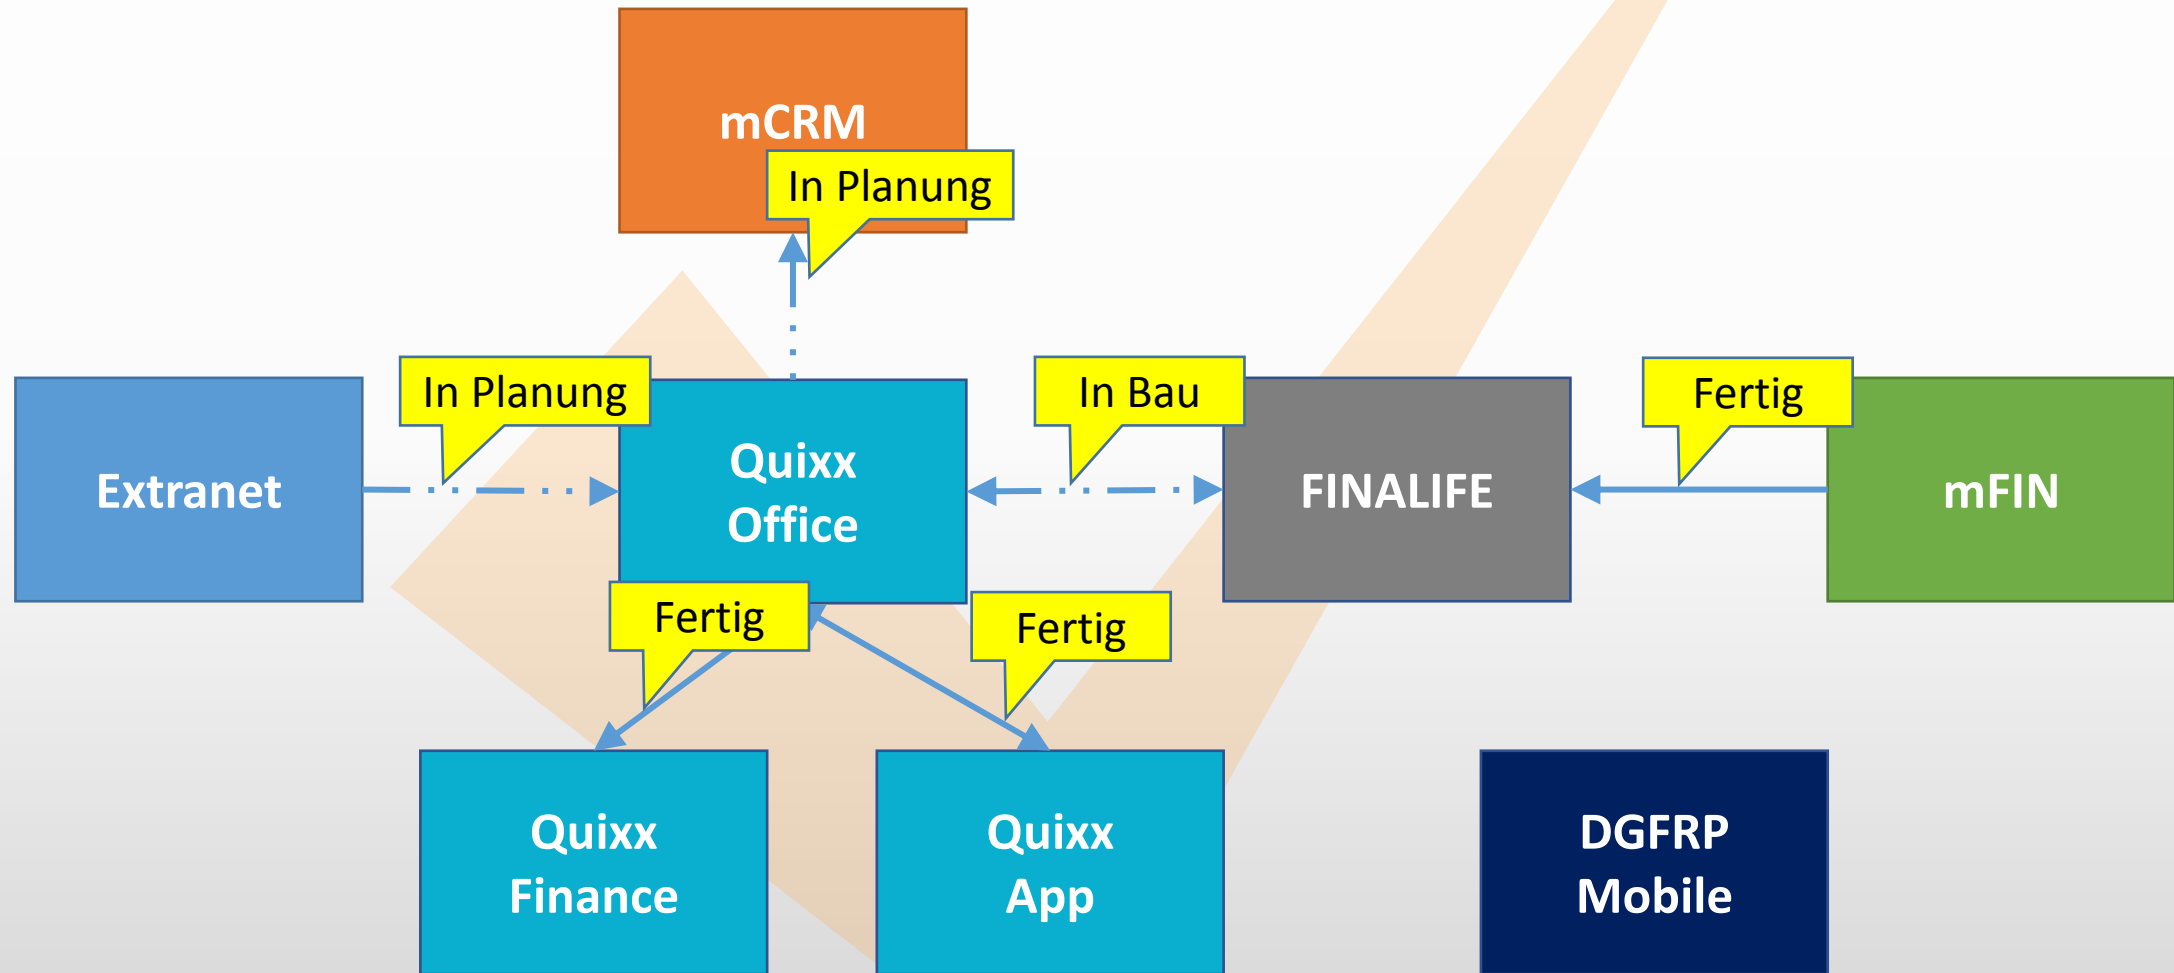 mCRM
In Planung
In Planung
In Bau
Fertig
Extranet
Quixx
Office
FINALIFE
mFIN
Fertig
Fertig
Quixx
Finance
Quixx
App
DGFRP
Mobile